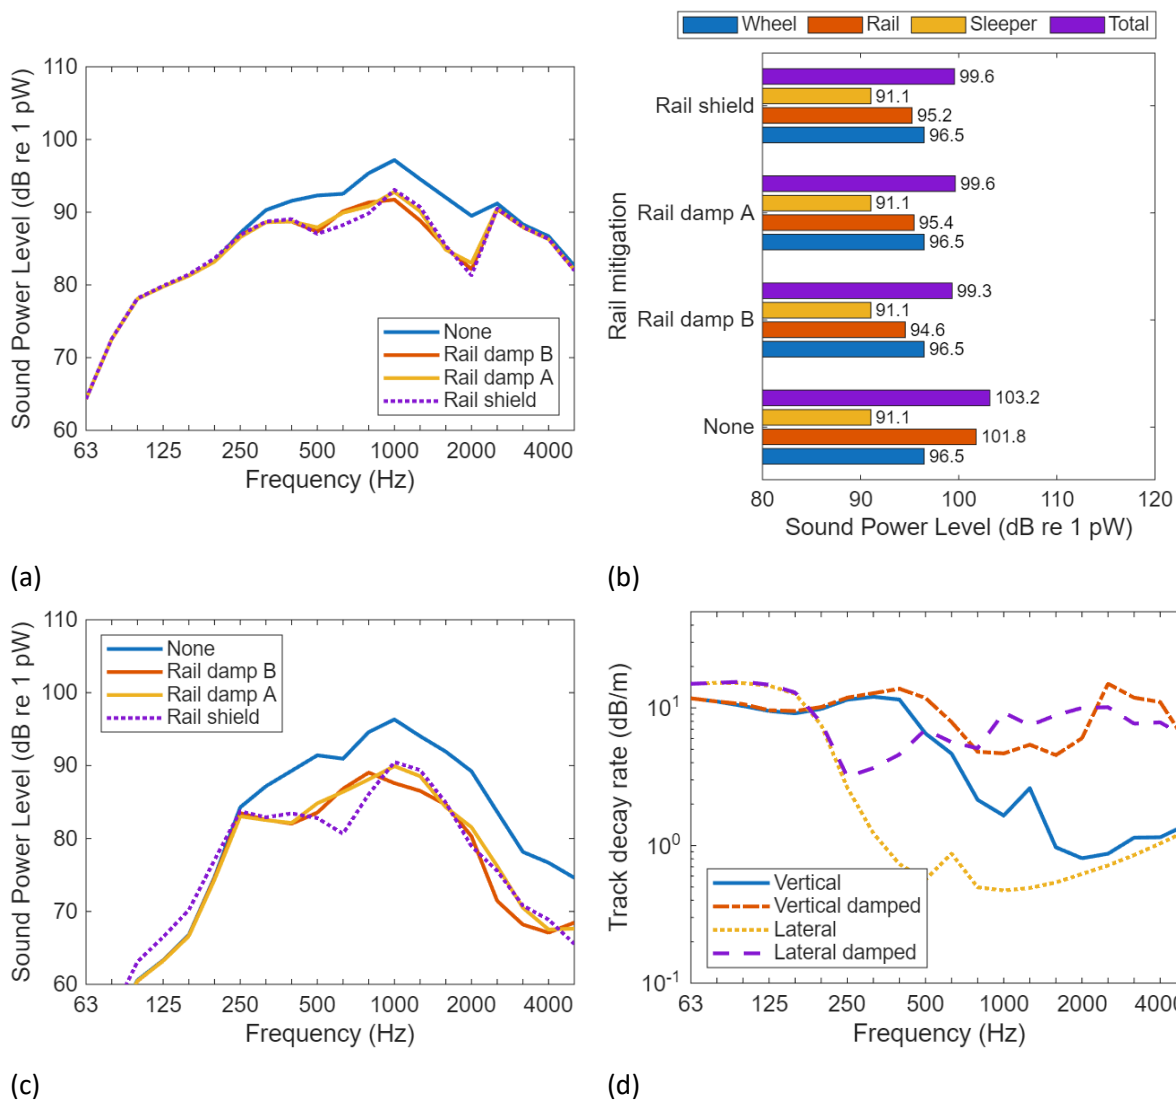 110
100
90
80
70
60
63 125 250 500 1000 2000 4000
Sound Power Level (dB re 1 pW)
Frequency (Hz)
None
Rail damp B
Rail damp A
Rail shield
(a)
Wheel Rail Sleeper Total
Rail mitigation
Rail shield
99.6
91.1
95.2
96.5
Rail damp A
99.6
91.1
95.4
96.5
Rail damp B
99.3
91.1
94.6
96.5
None
103.2
91.1
101.8
96.5
80 90 100 110 120
Sound Power Level (dB re 1 pW)
(b)
110
100
90
80
70
60
63 125 250 500 1000 2000 4000
Sound Power Level (dB re 1 pW)
Frequency (Hz)
None
Rail damp B
Rail damp A
Rail shield
(c)
10¹
10⁰
10⁻¹
63 125 250 500 1000 2000 4000
Track decay rate (dB/m)
Frequency (Hz)
Vertical
Vertical damped
Lateral
Lateral damped
(d)